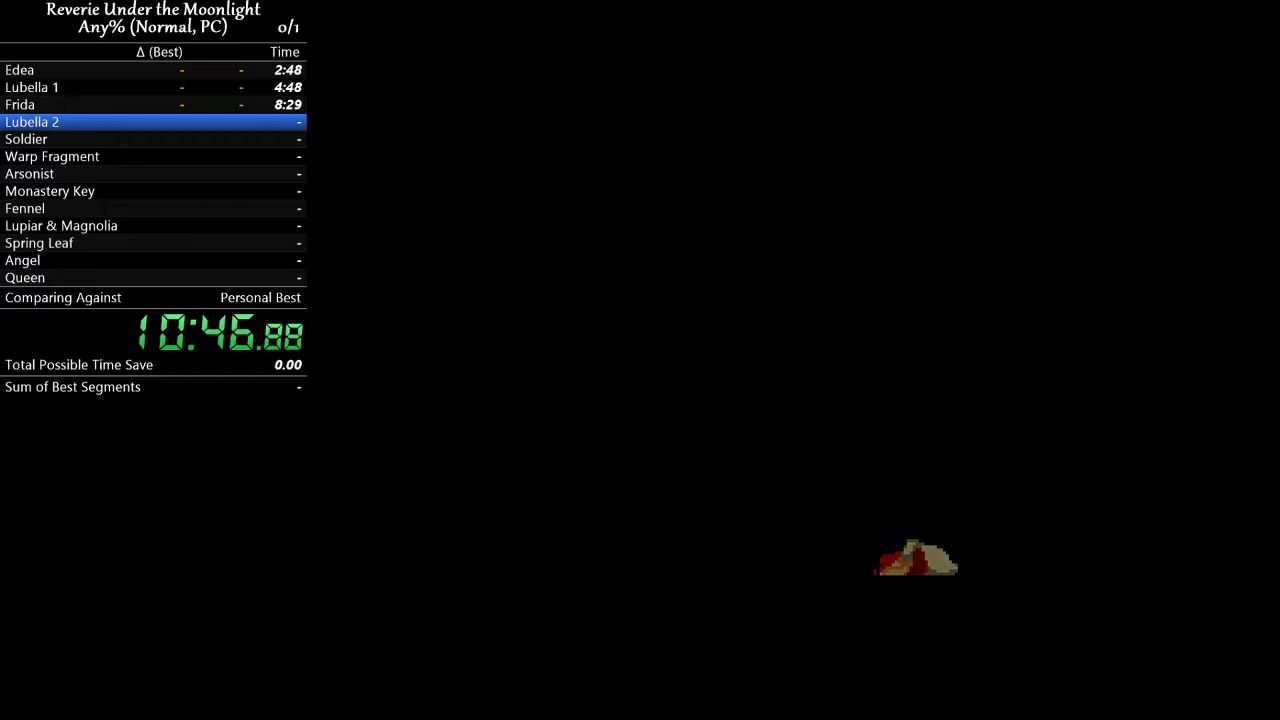 Reverie Under the Moonlight
Any% (Normal, PC) 0/1
Δ (Best) Time
Edea - - 2:48
Lubella 1 - - 4:48
Frida - - 8:29
Lubella 2 -
Soldier -
Warp Fragment -
Arsonist -
Monastery Key -
Fennel -
Lupiar & Magnolia -
Spring Leaf -
Angel -
Queen -
Comparing Against Personal Best
10:46.88
Total Possible Time Save 0.00
Sum of Best Segments -